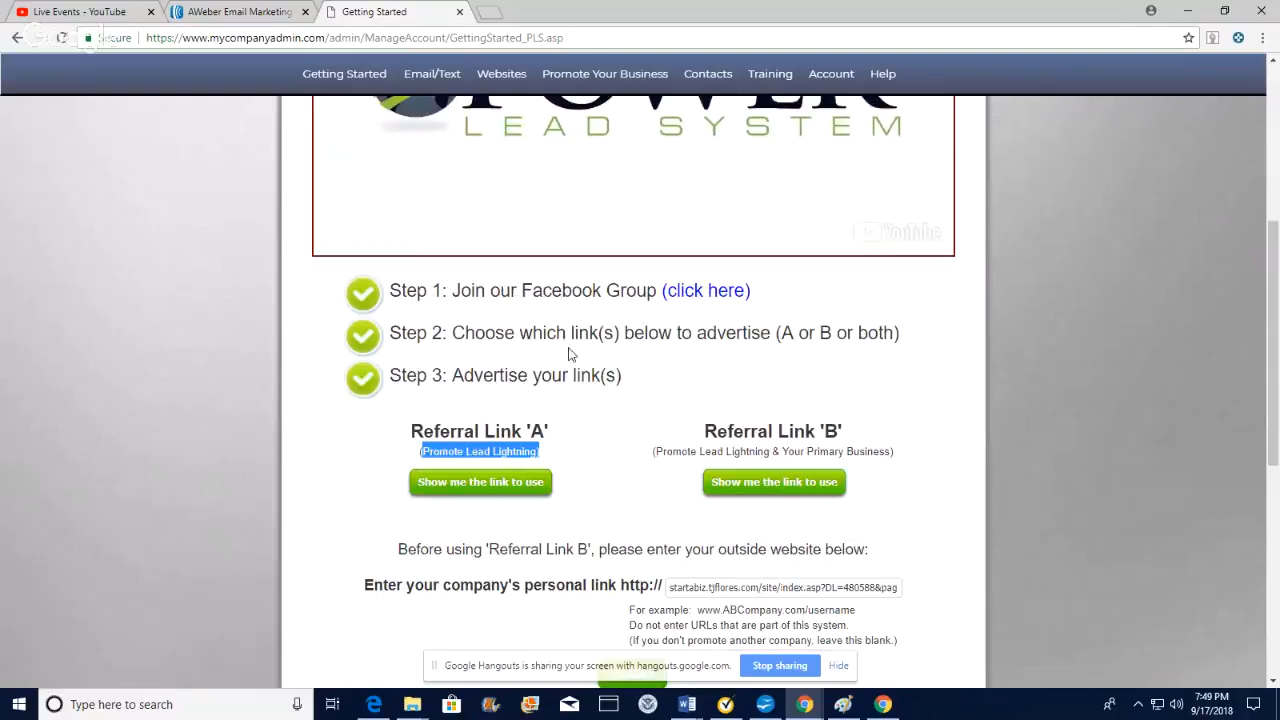 Live Events - YouTube
AWeber Email Marketing
Getting Started
Secure
https://www.mycompanyadmin.com/admin/ManageAccount/GettingStarted_PLS.asp
Getting Started Email/Text Websites Promote Your Business Contacts Training Account Help
POWER
LEAD SYSTEM
YouTube
Step 1: Join our Facebook Group (click here)
Step 2: Choose which link(s) below to advertise (A or B or both)
Step 3: Advertise your link(s)
Referral Link 'A'
(Promote Lead Lightning)
Show me the link to use
Referral Link 'B'
(Promote Lead Lightning & Your Primary Business)
Show me the link to use
Before using 'Referral Link B', please enter your outside website below:
Enter your company's personal link http:// startabiz.tjflores.com/site/index.asp?DL=480588&pag
For example: www.ABCompany.com/username
Do not enter URLs that are part of this system.
(If you don't promote another company, leave this blank.)
Google Hangouts is sharing your screen with hangouts.google.com. Stop sharing Hide
Type here to search
7:49 PM
9/17/2018